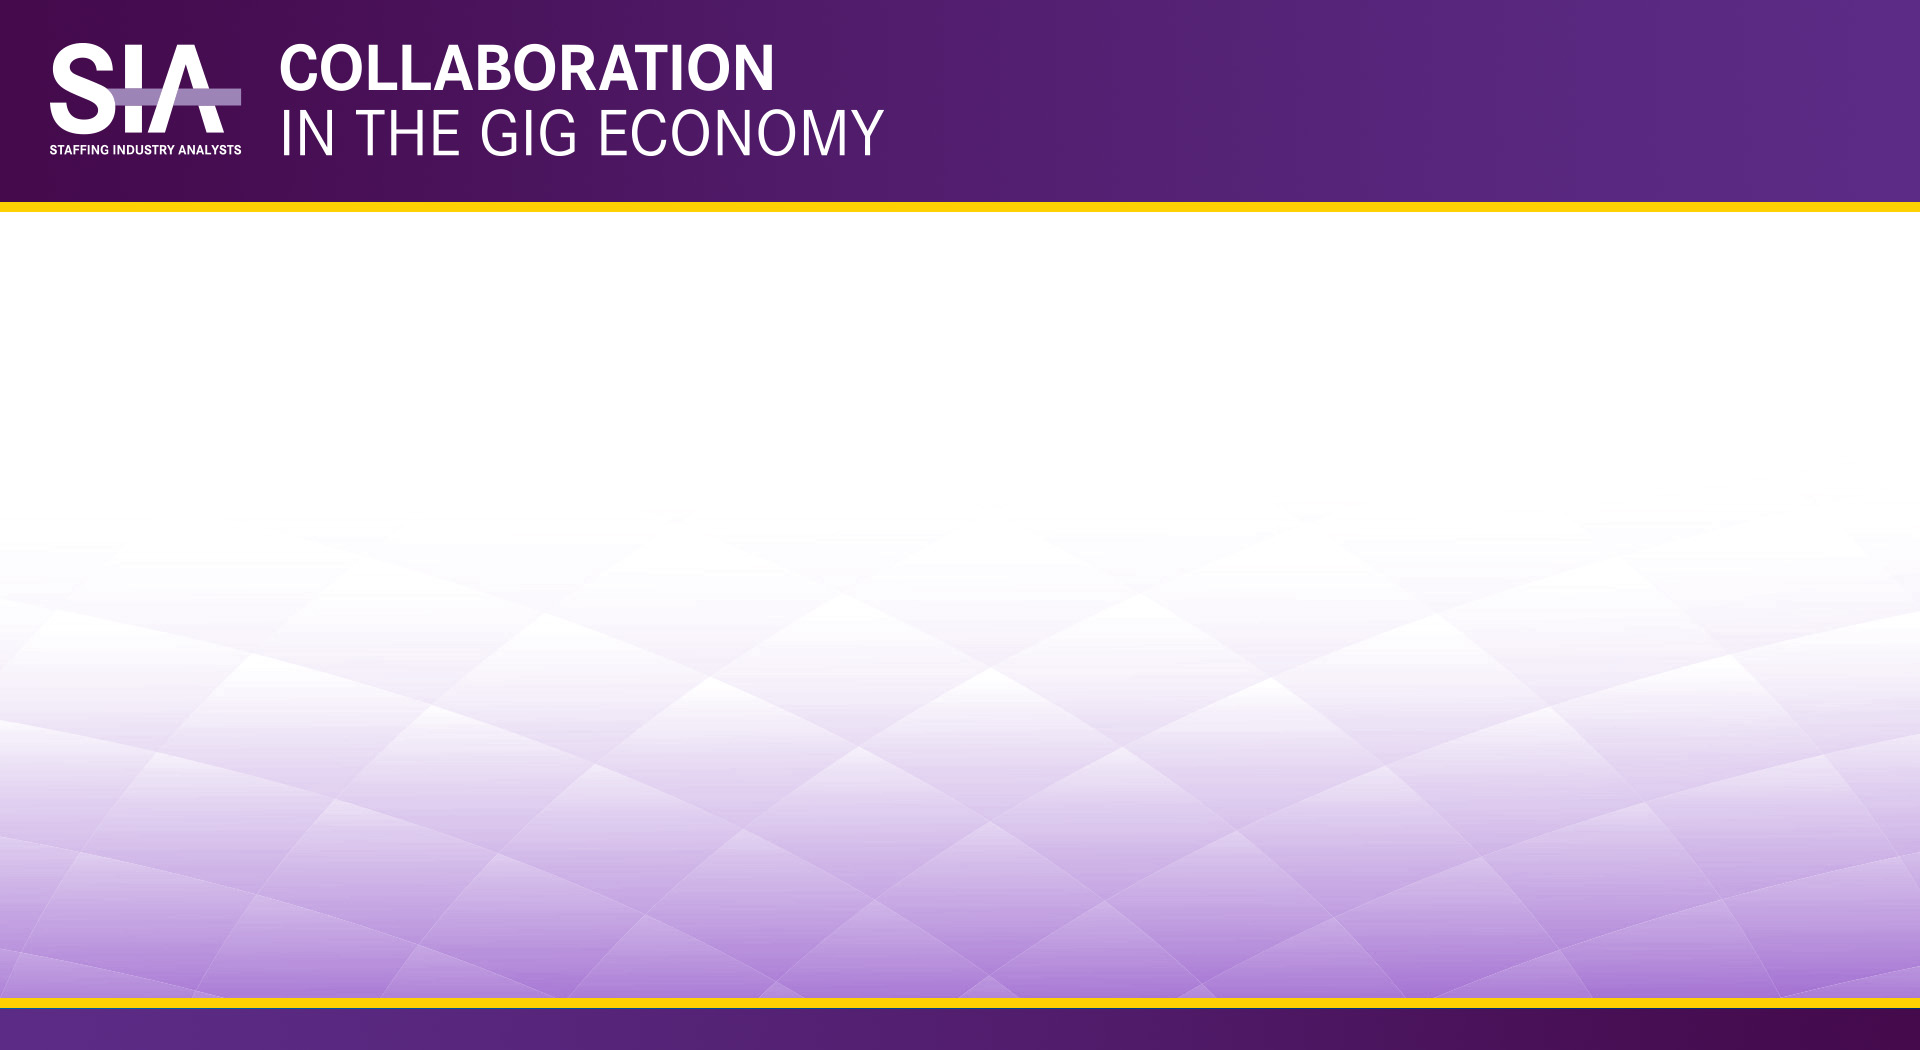 SIA
STAFFING INDUSTRY ANALYSTS
COLLABORATION
IN THE GIG ECONOMY